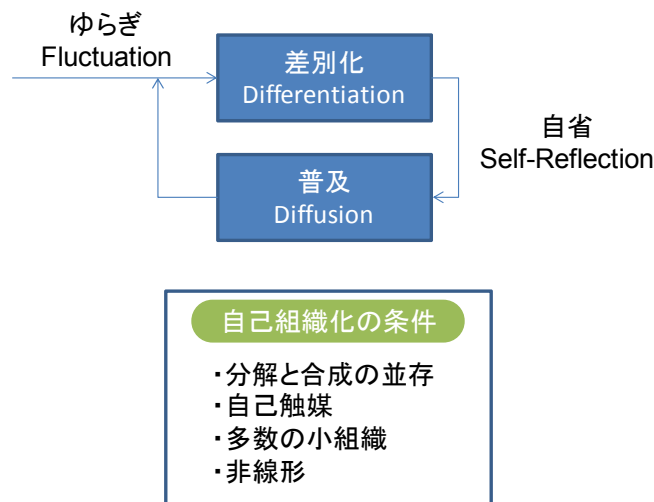 ゆらぎ
Fluctuation
差別化
Differentiation
自省
Self-Reflection
普及
Diffusion
自己組織化の条件
・分解と合成の並存
・自己触媒
・多数の小組織
・非線形